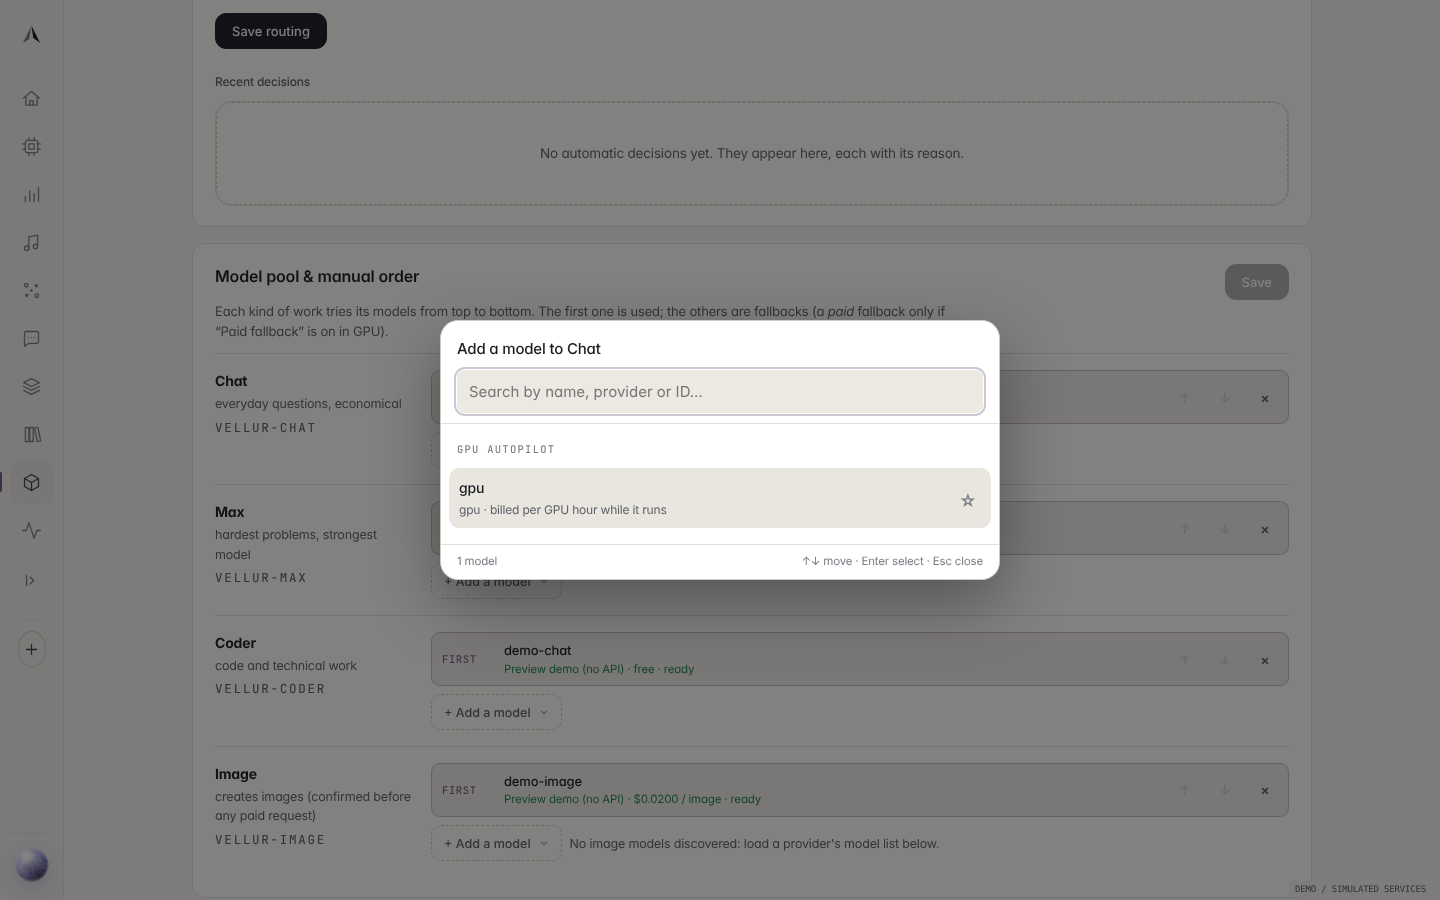 Save routing
Recent decisions
No automatic decisions yet. They appear here, each with its reason.
Model pool & manual order
Save
Each kind of work tries its models from top to bottom. The first one is used; the others are fallbacks (a paid fallback only if
“Paid fallback” is on in GPU).
Add a model to Chat
Search by name, provider or ID...
GPU AUTOPILOT
gpu
gpu · billed per GPU hour while it runs
1 model
↑↓ move · Enter select · Esc close
Chat
everyday questions, economical
VELLUR-CHAT
↑ ↓ ×
Max
hardest problems, strongest
model
VELLUR-MAX
↑ ↓ ×
+ Add a model
Coder
code and technical work
VELLUR-CODER
FIRST
demo-chat
Preview demo (no API) · free · ready
↑ ↓ ×
+ Add a model
Image
creates images (confirmed before
any paid request)
VELLUR-IMAGE
FIRST
demo-image
Preview demo (no API) · $0.0200 / image · ready
↑ ↓ ×
+ Add a model
No image models discovered: load a provider's model list below.
DEMO / SIMULATED SERVICES